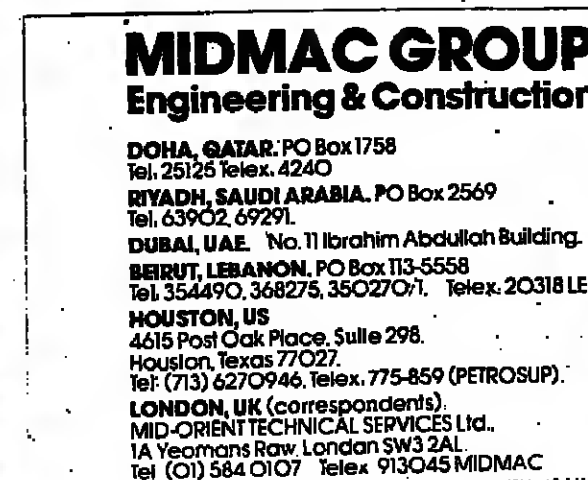 MIDMAC GROUP
Engineering & Construction
DOHA, QATAR. PO Box 1758
Tel. 25125 Telex. 4240
RIYADH, SAUDI ARABIA. PO Box 2569
Tel. 63902, 69291.
DUBAI, UAE. No. 11 Ibrahim Abdullah Building.
BEIRUT, LEBANON. PO Box 113-5558
Tel. 354490, 368275, 350270/1. Telex. 20318 LE
HOUSTON, US
4615 Post Oak Place, Suite 298.
Houston, Texas 77027.
Tel: (713) 6270946. Telex. 775-859 (PETROSUP).
LONDON, UK (correspondents).
MID-ORIENT TECHNICAL SERVICES Ltd.,
1A Yeomans Row, London SW3 2AL.
Tel (01) 584 0107 Telex 913045 MIDMAC